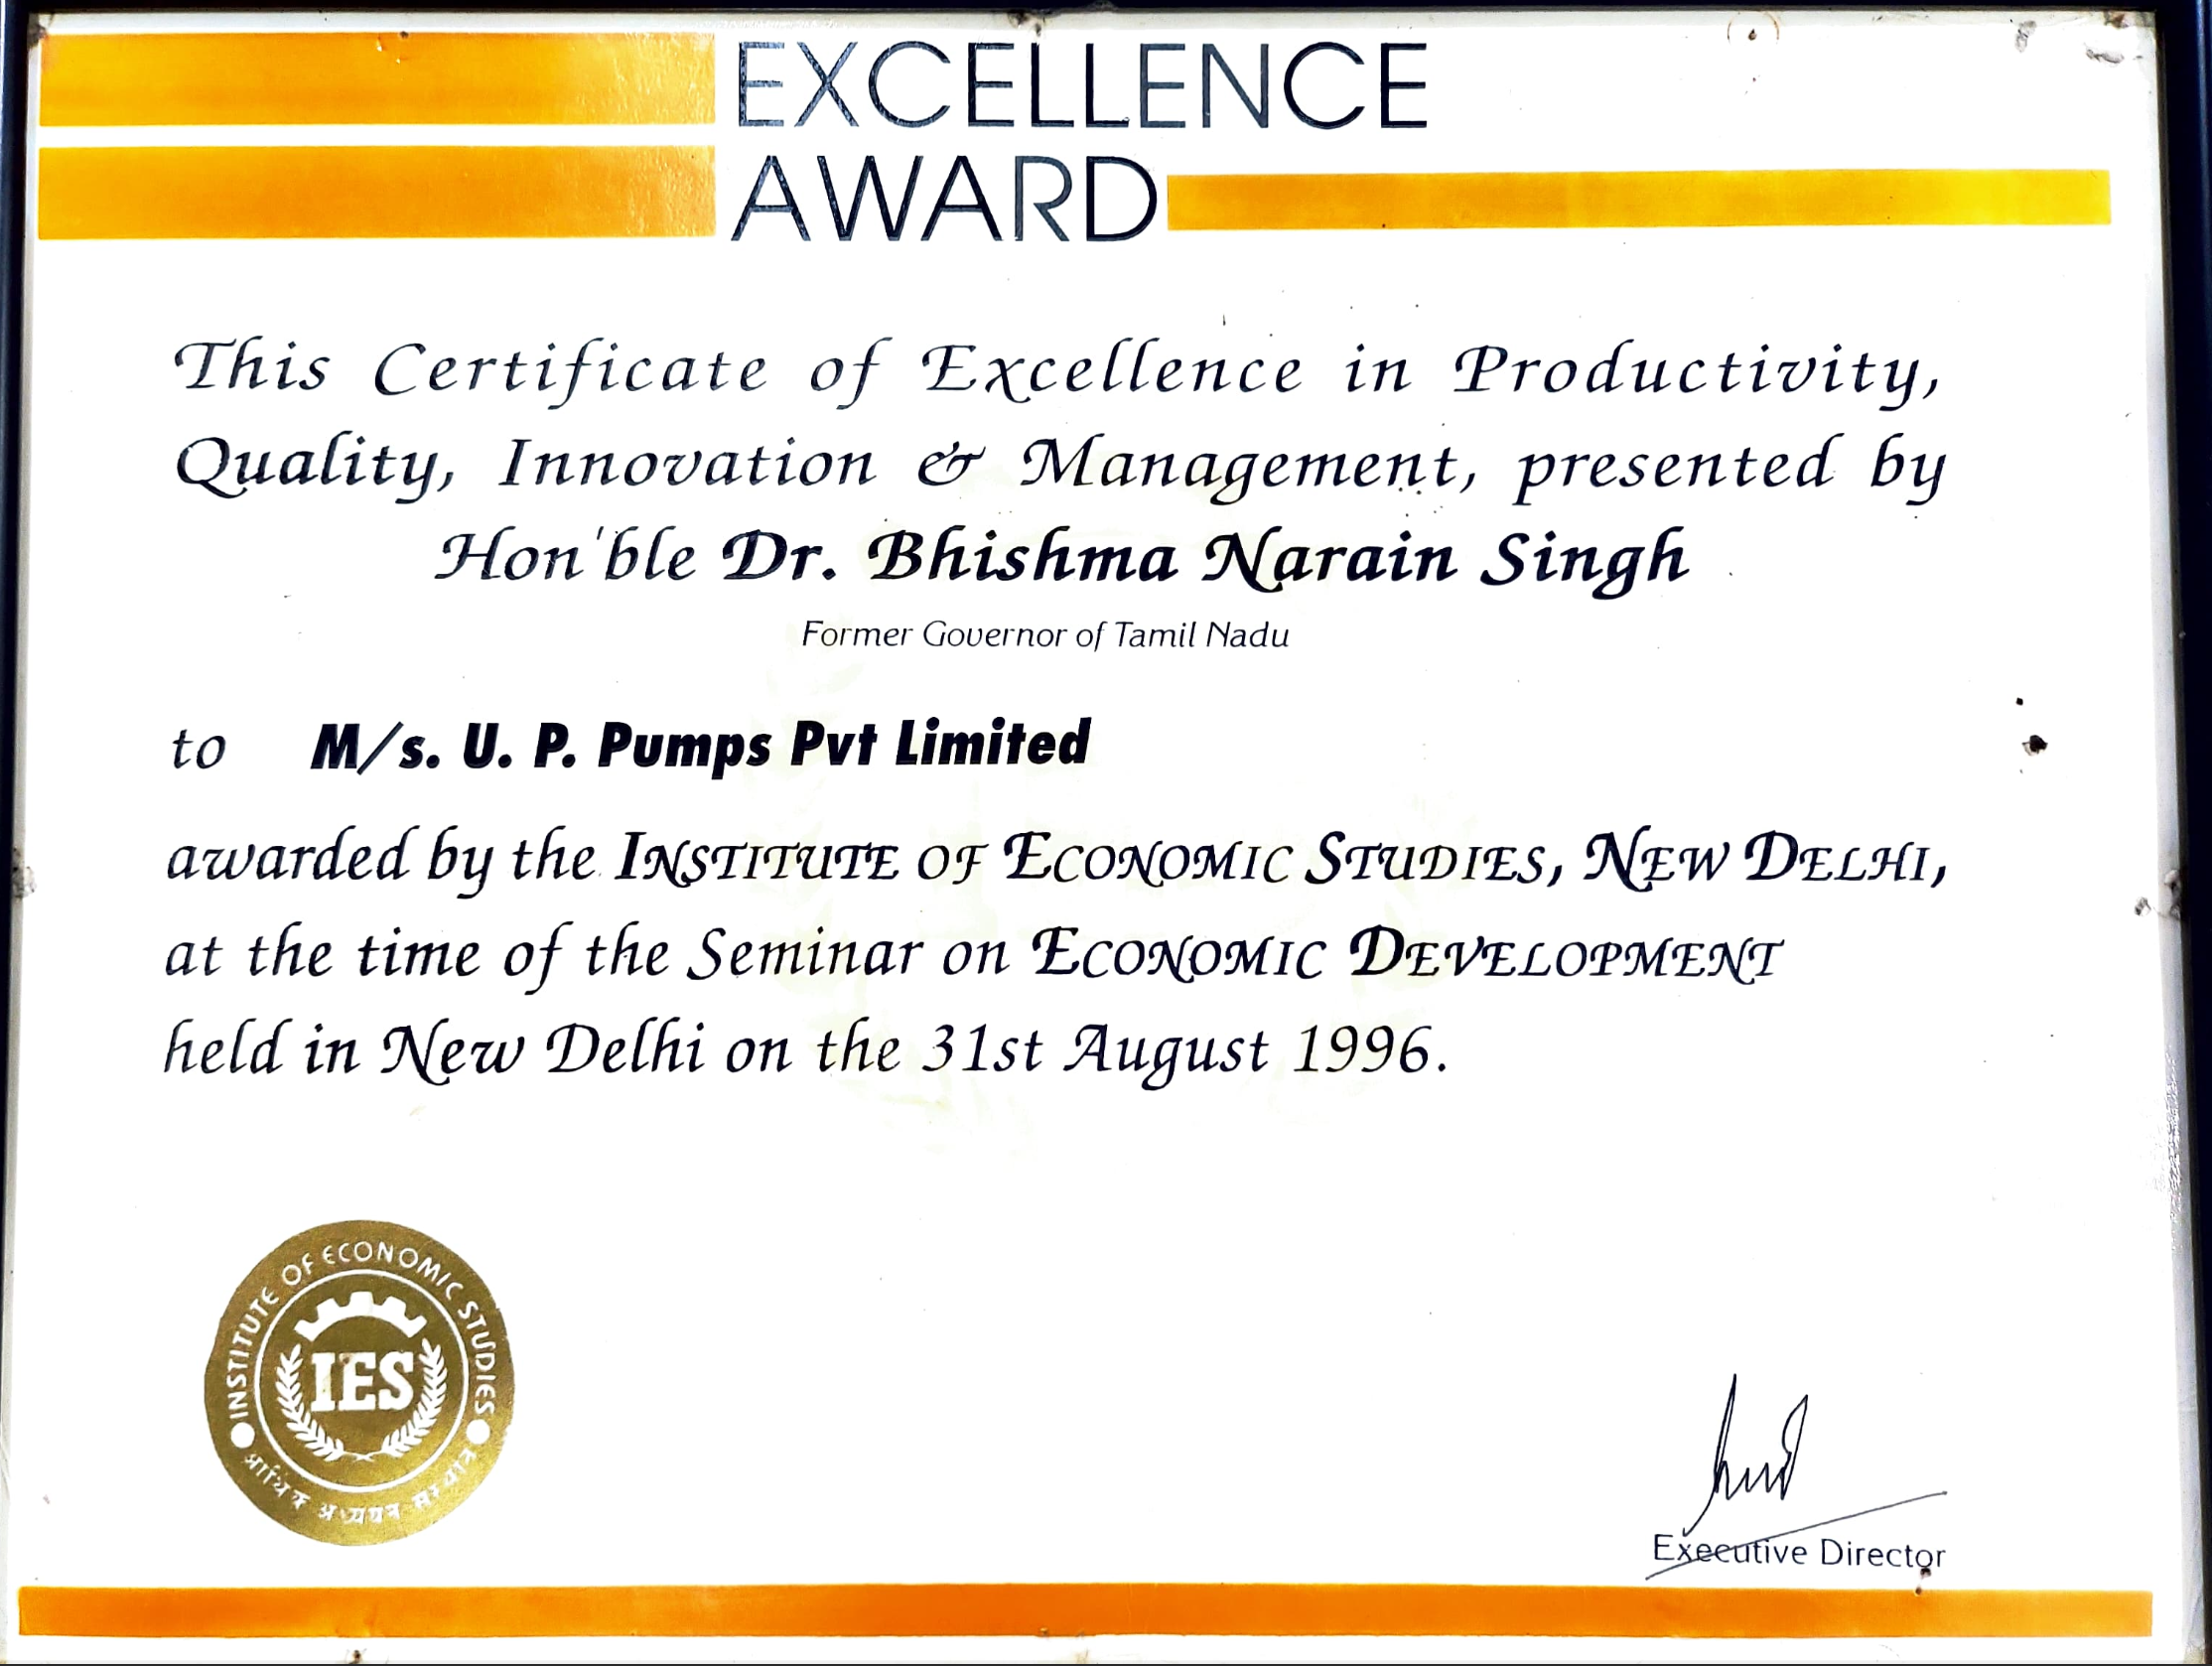 EXCELLENCE
AWARD
This Certificate of Excellence in Productivity,
Quality, Innovation & Management, presented by
Hon'ble Dr. Bhishma Narain Singh
Former Governor of Tamil Nadu
to M/s. U. P. Pumps Pvt Limited
awarded by the INSTITUTE OF ECONOMIC STUDIES, NEW DELHI,
at the time of the Seminar on ECONOMIC DEVELOPMENT
held in New Delhi on the 31st August 1996.
INSTITUTE OF ECONOMIC STUDIES
IES
आर्थिक अध्ययन संस्थान
Executive Director